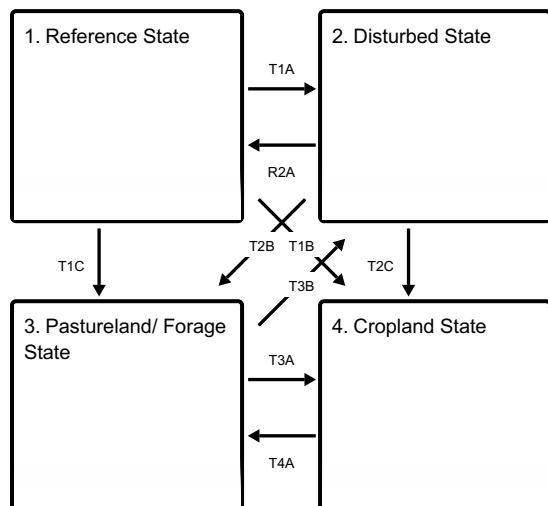 1. Reference State
2. Disturbed State
T1A
R2A
T2B
T1B
T1C
T2C
T3B
3. Pastureland/ Forage
State
4. Cropland State
T3A
T4A